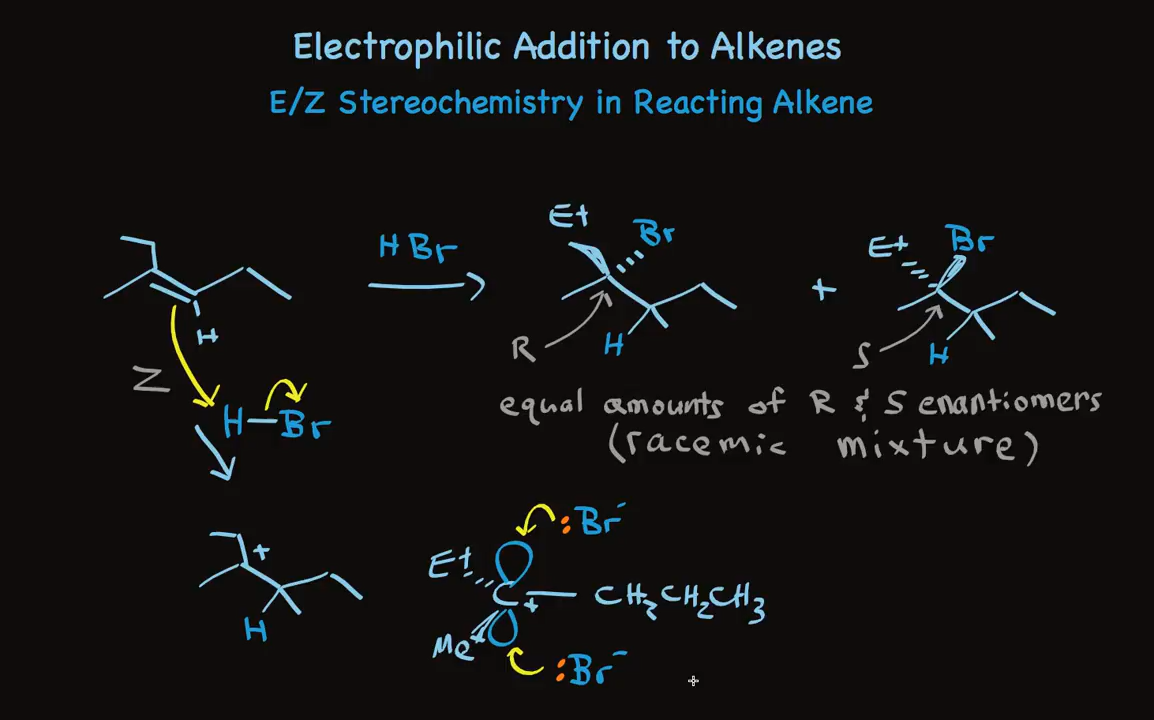 Electrophilic Addition to Alkenes
E/Z Stereochemistry in Reacting Alkene
Et Br
Et Br
H Br
+
H
R H
S H
Z
equal amounts of R & S enantiomers
(racemic mixture)
H—Br
:Br⁻
+
Et
C+—CH₂CH₂CH₃
H
Me
:Br⁻